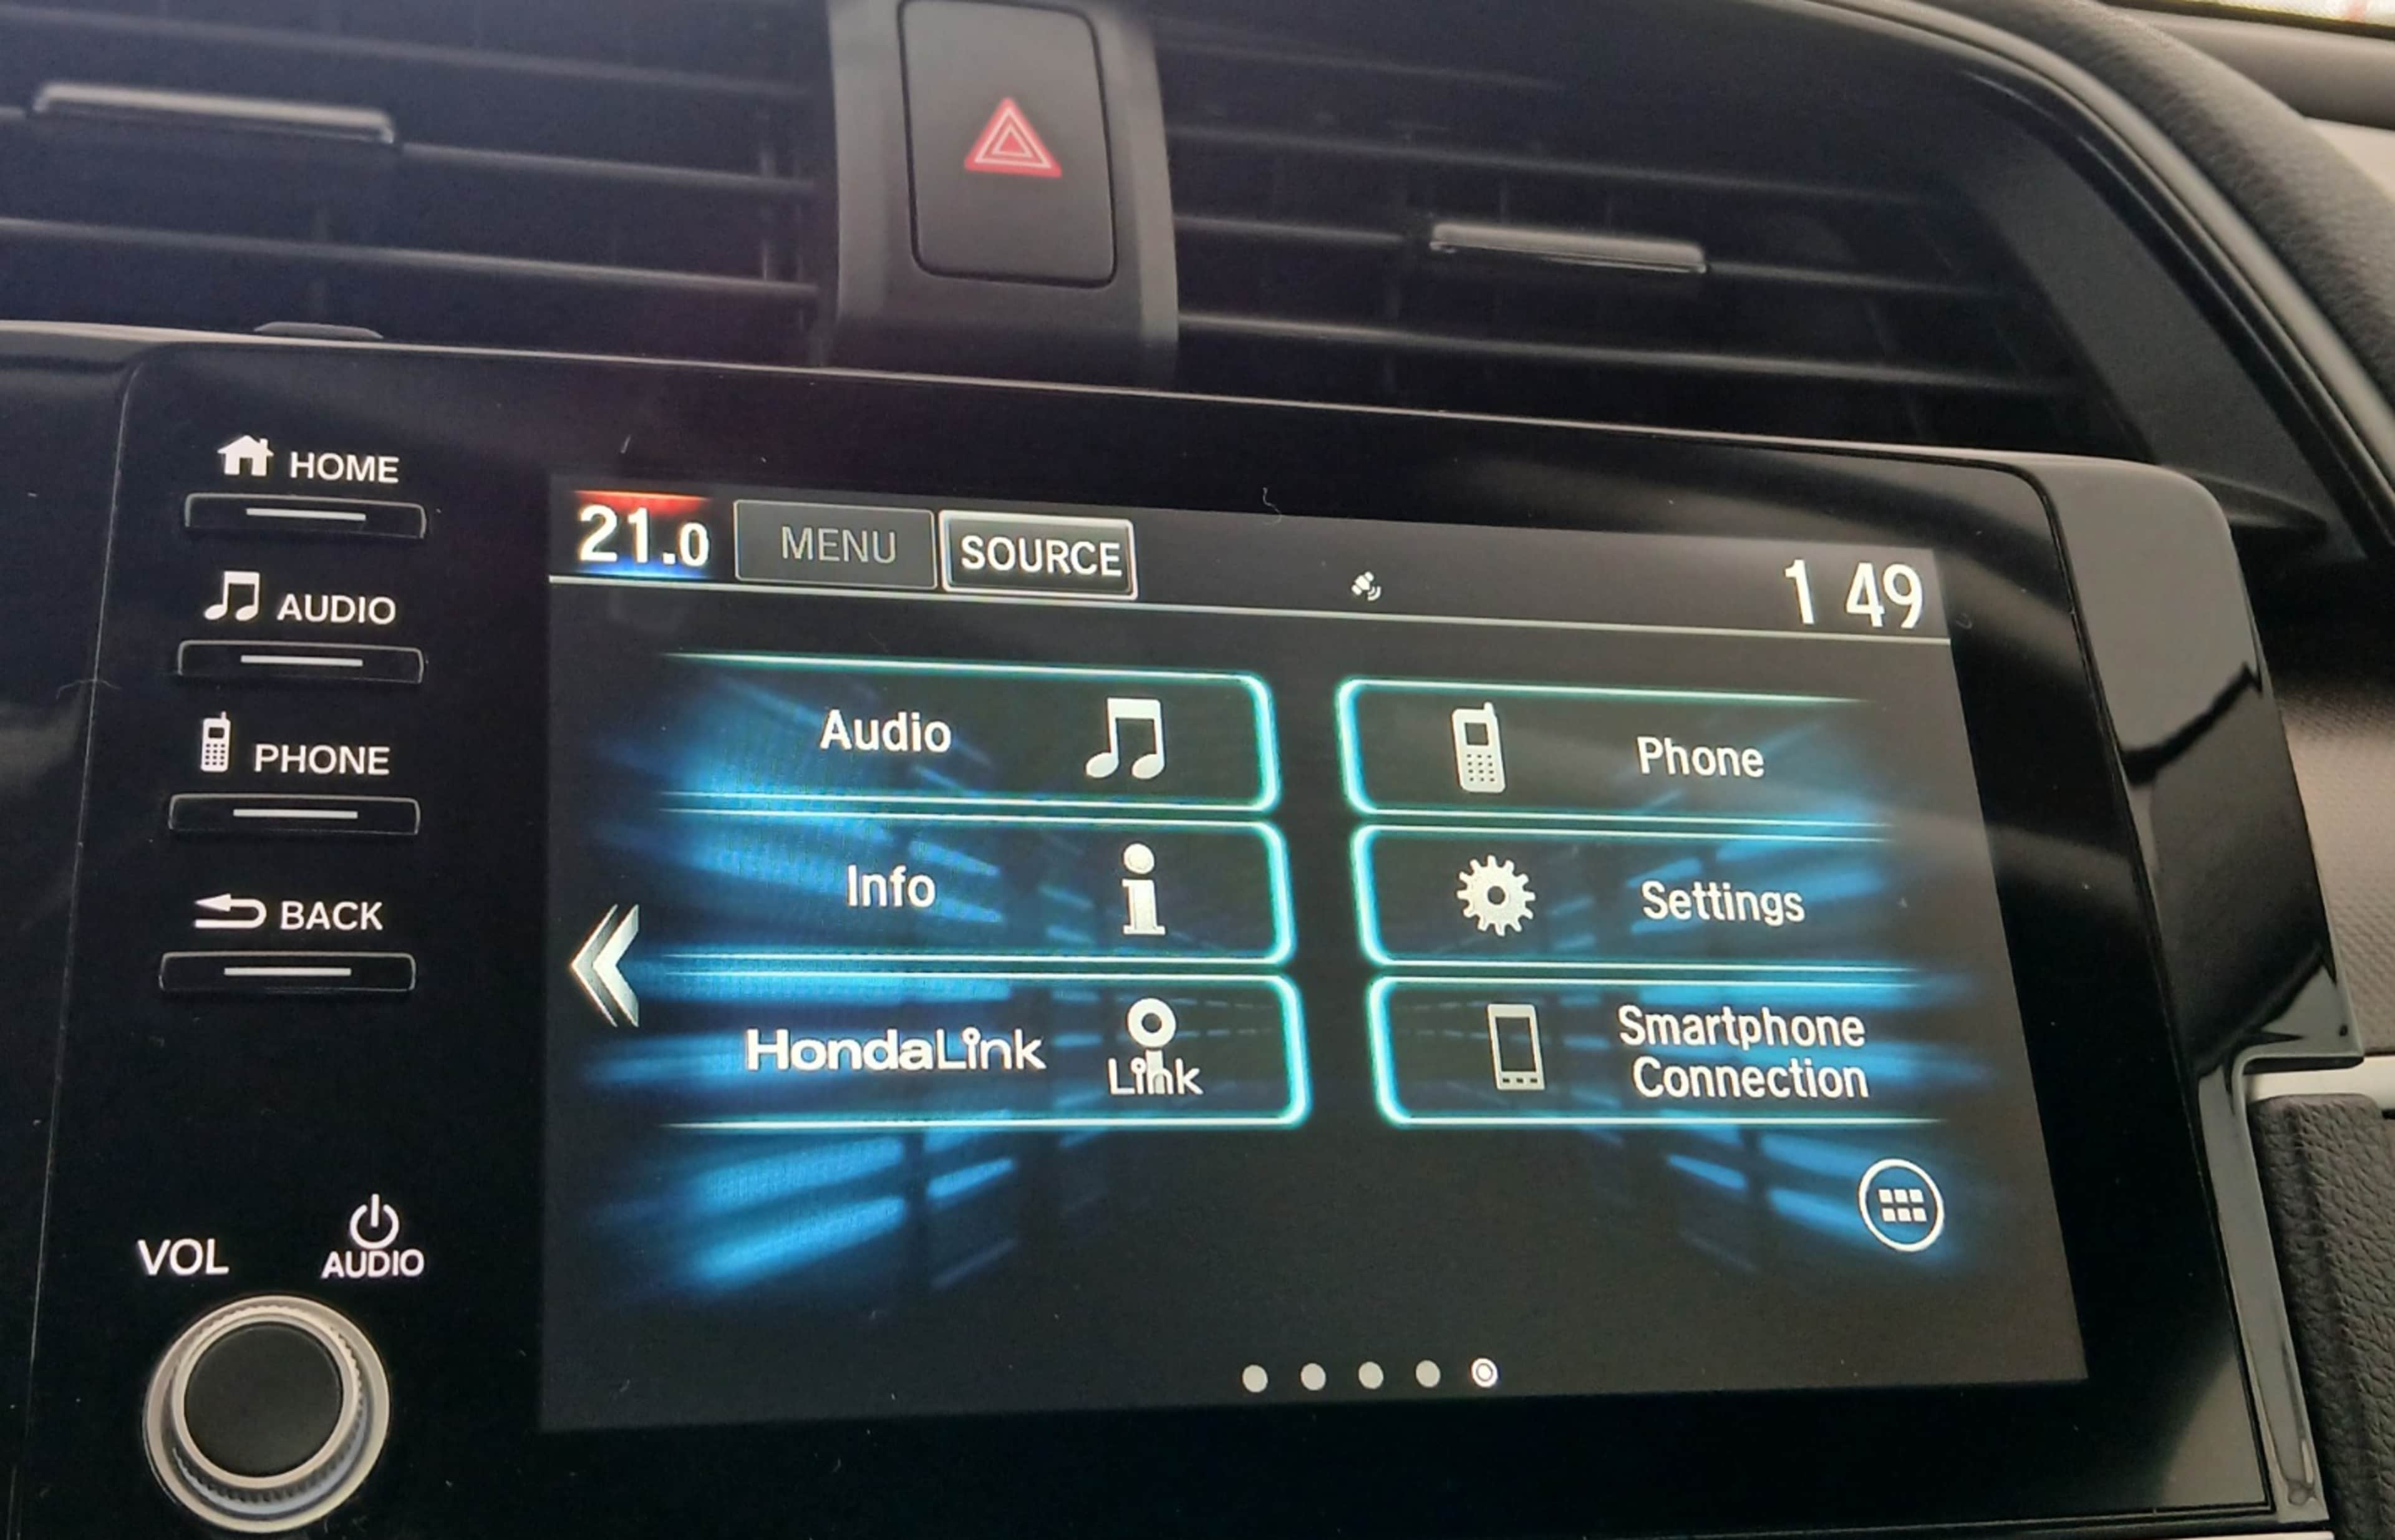 HOME
AUDIO
PHONE
BACK
VOL
AUDIO
21.0 MENU SOURCE 1 49
Audio
Phone
Info
Settings
HondaLink
Link
Smartphone
Connection